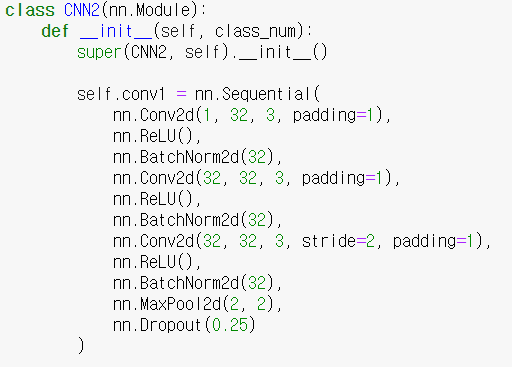 class CNN2(nn.Module):
    def __init__(self, class_num):
        super(CNN2, self).__init__()

        self.conv1 = nn.Sequential(
            nn.Conv2d(1, 32, 3, padding=1),
            nn.ReLU(),
            nn.BatchNorm2d(32),
            nn.Conv2d(32, 32, 3, padding=1),
            nn.ReLU(),
            nn.BatchNorm2d(32),
            nn.Conv2d(32, 32, 3, stride=2, padding=1),
            nn.ReLU(),
            nn.BatchNorm2d(32),
            nn.MaxPool2d(2, 2),
            nn.Dropout(0.25)
        )